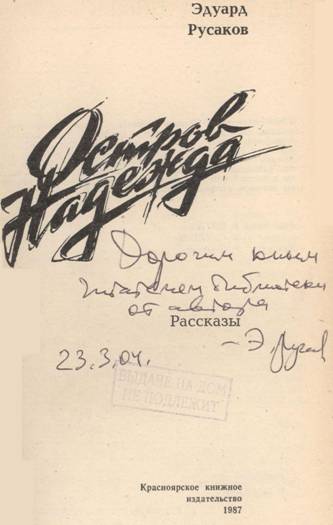 Эдуард
Русаков
Остров
Надежда
Дорогим юным
читателям библиотеки
от автора
Рассказы
– Э. Русаков
23.3.04.
ВЫДАЧЕ НА ДОМ
НЕ ПОДЛЕЖИТ
Красноярское книжное
издательство
1987